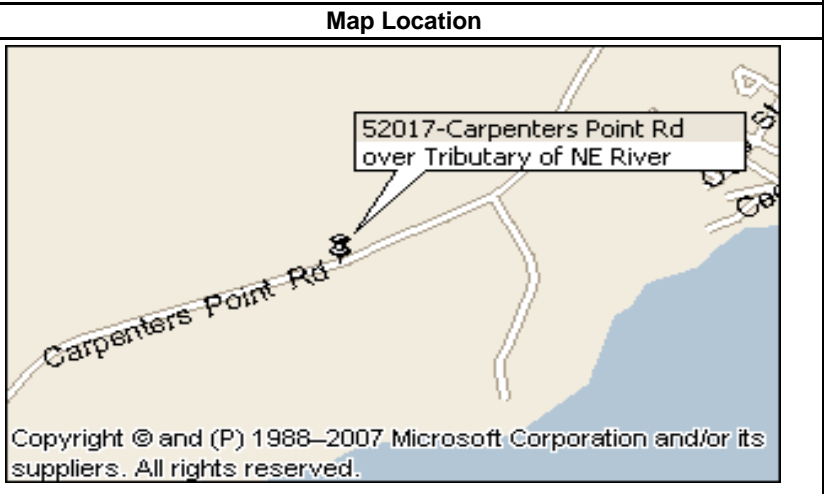 Map Location
52017-Carpenters Point Rd
over Tributary of NE River
Carpenters Point Rd
Copyright © and (P) 1988–2007 Microsoft Corporation and/or its
suppliers. All rights reserved.